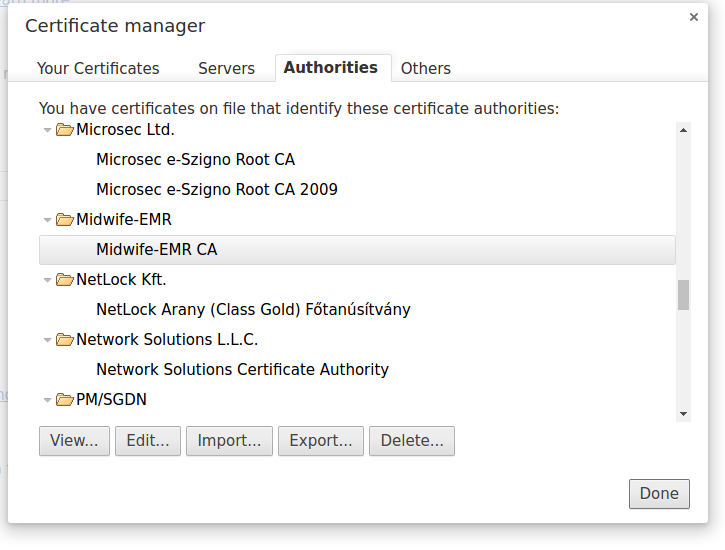 Certificate manager
Your Certificates Servers Authorities Others
You have certificates on file that identify these certificate authorities:
Microsec Ltd.
Microsec e-Szigno Root CA
Microsec e-Szigno Root CA 2009
Midwife-EMR
Midwife-EMR CA
NetLock Kft.
NetLock Arany (Class Gold) Főtanúsítvány
Network Solutions L.L.C.
Network Solutions Certificate Authority
PM/SGDN
View... Edit... Import... Export... Delete...
Done